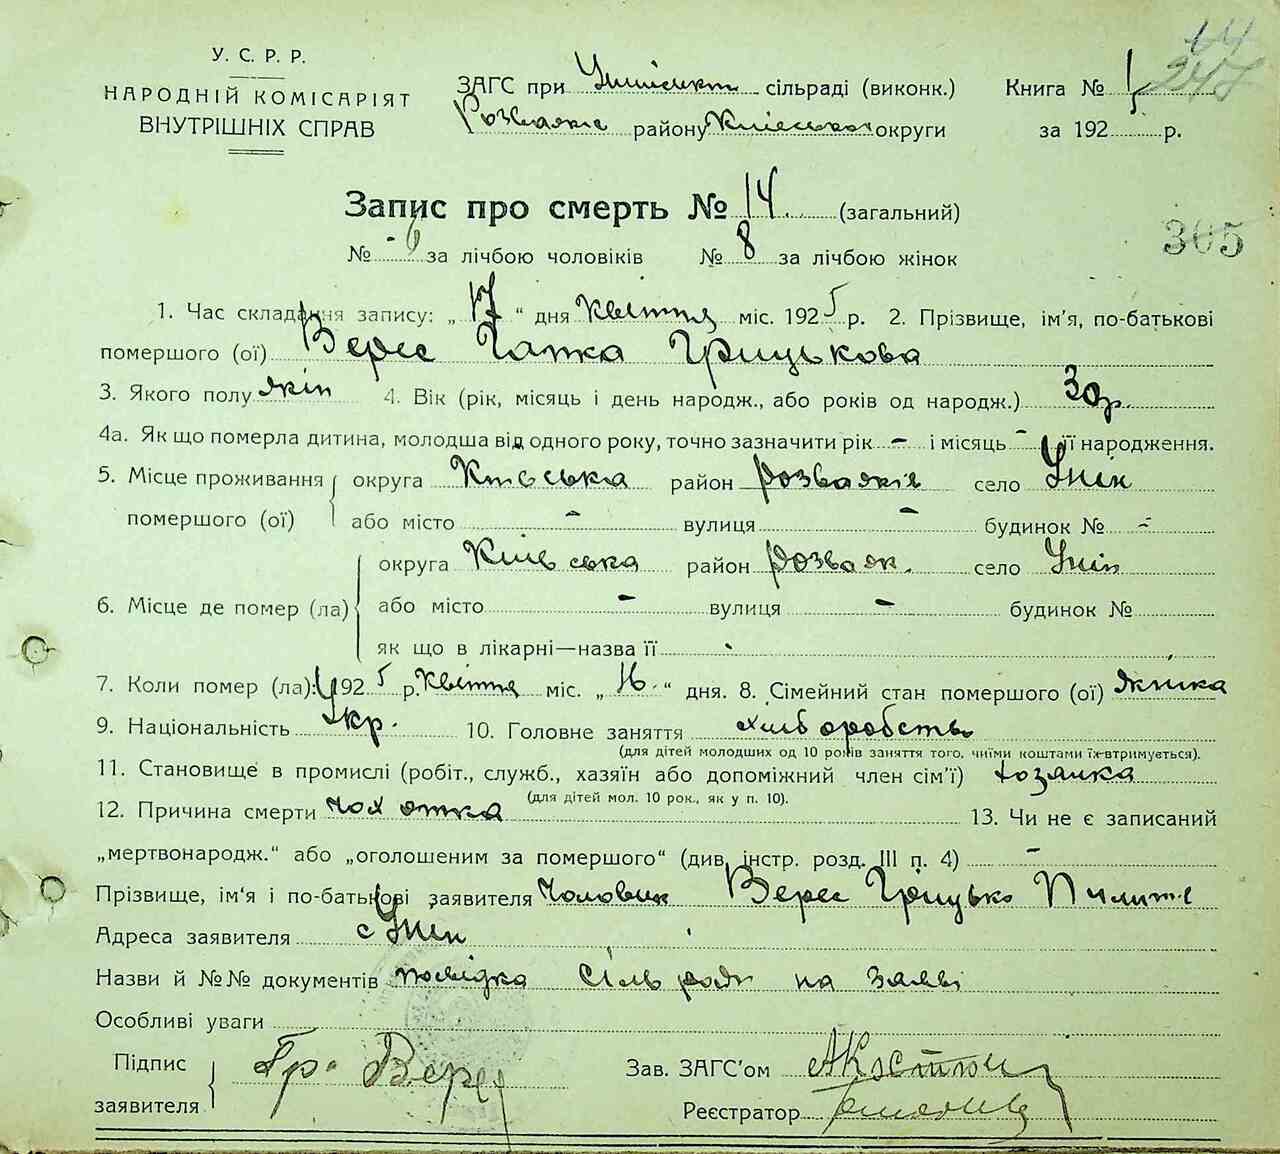 14
247
У. С. Р. Р.
НАРОДНІЙ КОМІСАРІЯТ
ВНУТРІШНІХ СПРАВ
ЗАГС при сільраді (виконк.)
району Київської округи
Книга № 1
за 192 р.
Запис про смерть № 14. (загальний)
№ за лічбою чоловіків № 8 за лічбою жінок
305
1. Час складання запису: „ 17 “ дня квітня міс. 1925 р. 2. Прізвище, ім'я, по-батькові
помершого (ої) Верес Гапка Грицькова
3. Якого полу жін 4. Вік (рік, місяць і день народж., або років од народж.) 30 р.
4а. Як що померла дитина, молодша від одного року, точно зазначити рік – і місяць – її народження.
5. Місце проживання округа Київська район село
помершого (ої) або місто – вулиця – будинок № –
округа Київська район Розваж. село
6. Місце де помер (ла) або місто – вулиця – будинок №
як що в лікарні—назва її
7. Коли помер (ла): 1925 р. квітня міс. „ 16. “ дня. 8. Сімейний стан помершого (ої) жінка
9. Національність Укр. 10. Головне заняття хліборобство
(для дітей молодших од 10 років заняття того, чиїми коштами їх-втримується).
11. Становище в промислі (робіт., служб., хазяїн або допоміжний член сім'ї) хозяйка
(для дітей мол. 10 рок., як у п. 10).
12. Причина смерти чохотка 13. Чи не є записаний
„мертвонародж.“ або „оголошеним за помершого“ (див. інстр. розд. III п. 4) –
Прізвище, ім'я і по-батькові заявителя чоловик Верес Грицько
Адреса заявителя с
Назви й №№ документів посвідка сільради на заяві
Особливі уваги
Підпис
заявителя Гр. Верес
Зав. ЗАГС'ом
Реєстратор